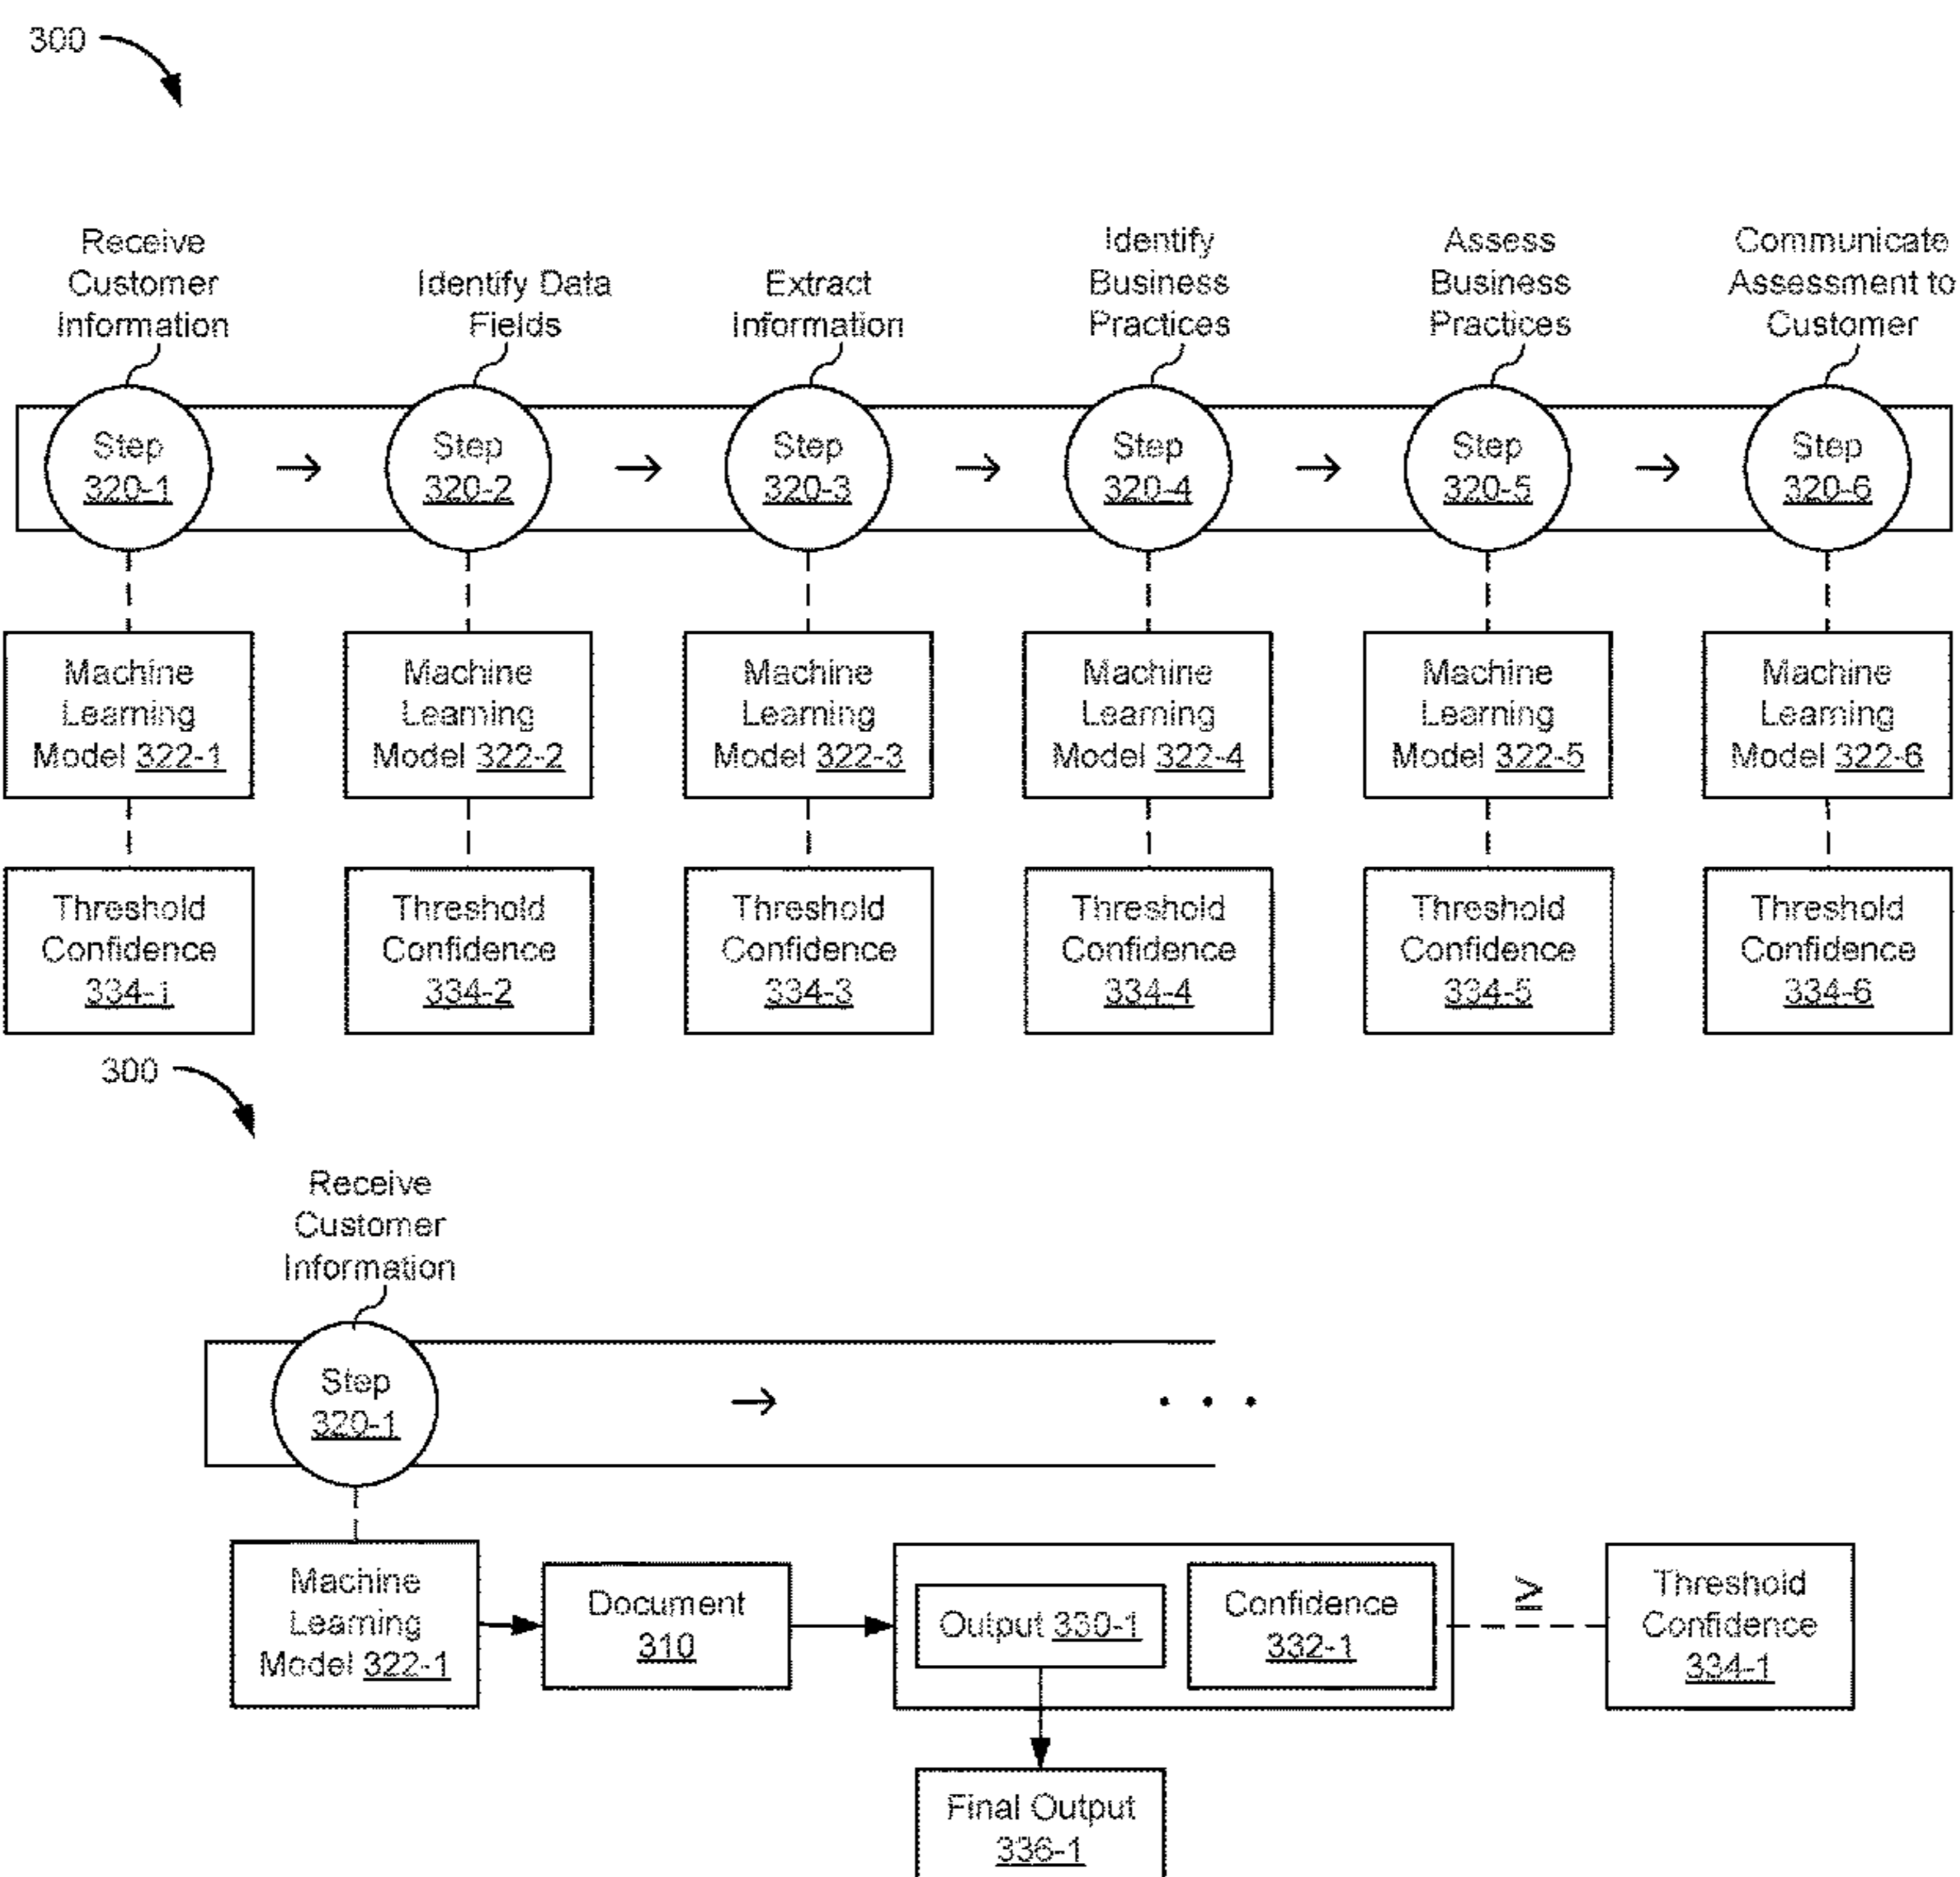 300
Receive
Customer
Information
Identify Data
Fields
Extract
Information
Identify
Business
Practices
Assess
Business
Practices
Communicate
Assessment to
Customer
Step
320-1
→
Step
320-2
→
Step
320-3
→
Step
320-4
→
Step
320-5
→
Step
320-6
Machine
Learning
Model 322-1
Machine
Learning
Model 322-2
Machine
Learning
Model 322-3
Machine
Learning
Model 322-4
Machine
Learning
Model 322-5
Machine
Learning
Model 322-6
Threshold
Confidence
334-1
Threshold
Confidence
334-2
Threshold
Confidence
334-3
Threshold
Confidence
334-4
Threshold
Confidence
334-5
Threshold
Confidence
334-6
300
Receive
Customer
Information
Step
320-1
→
. . .
Machine
Learning
Model 322-1
Document
310
Output 330-1
Confidence
332-1
≥
Threshold
Confidence
334-1
Final Output
336-1